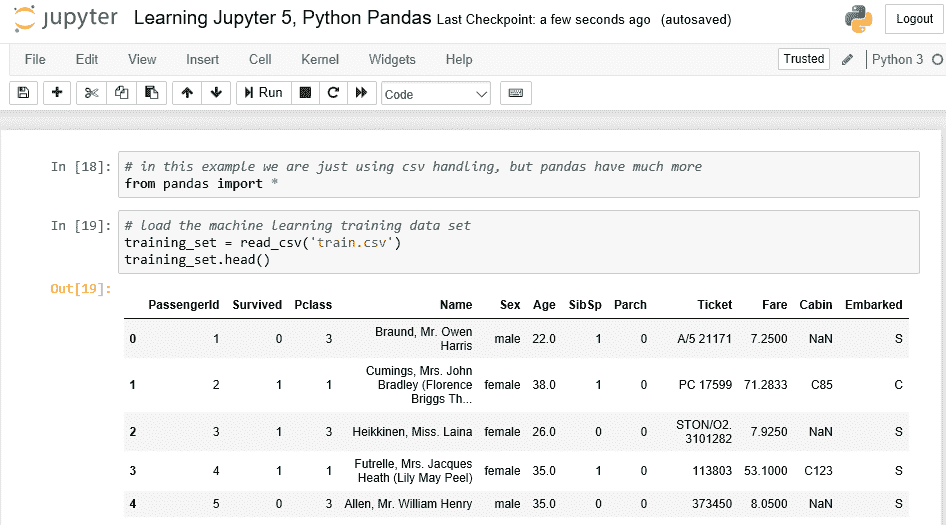 jupyter Learning Jupyter 5, Python Pandas Last Checkpoint: a few seconds ago (autosaved) Logout
File Edit View Insert Cell Kernel Widgets Help Trusted Python 3
Run Code
In [18]: # in this example we are just using csv handling, but pandas have much more
from pandas import *
In [19]: # load the machine learning training data set
training_set = read_csv('train.csv')
training_set.head()
Out[19]:
PassengerId Survived Pclass Name Sex Age SibSp Parch Ticket Fare Cabin Embarked
0 1 0 3 Braund, Mr. Owen
Harris male 22.0 1 0 A/5 21171 7.2500 NaN S
1 2 1 1 Cumings, Mrs. John
Bradley (Florence
Briggs Th... female 38.0 1 0 PC 17599 71.2833 C85 C
2 3 1 3 Heikkinen, Miss. Laina female 26.0 0 0 STON/O2.
3101282 7.9250 NaN S
3 4 1 1 Futrelle, Mrs. Jacques
Heath (Lily May Peel) female 35.0 1 0 113803 53.1000 C123 S
4 5 0 3 Allen, Mr. William Henry male 35.0 0 0 373450 8.0500 NaN S